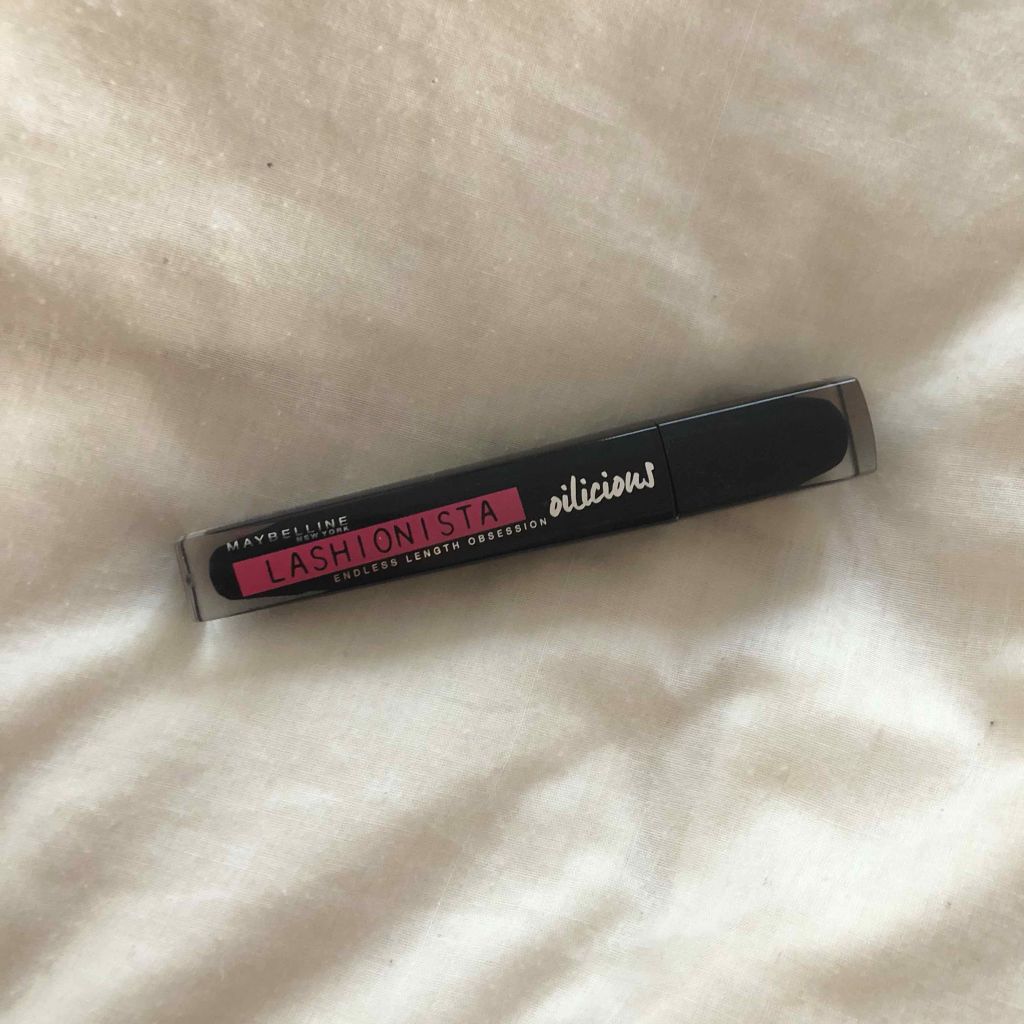 MAYBELLINE
NEW YORK
LASHIONISTA
ENDLESS LENGTH OBSESSION
oilicious